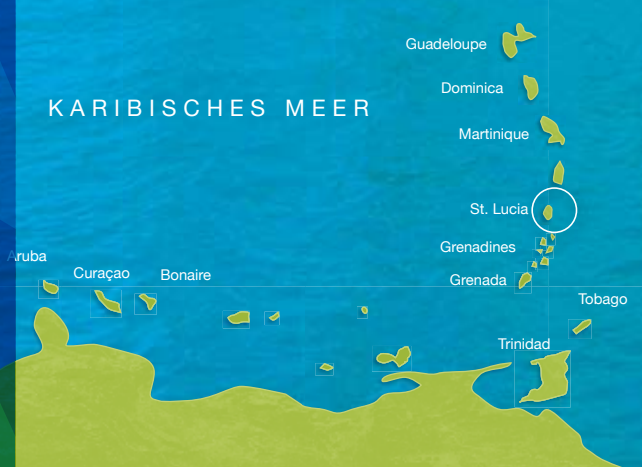 Guadeloupe
Dominica
KARIBISCHES MEER
Martinique
St. Lucia
Grenadines
Aruba
Curaçao
Bonaire
Grenada
Tobago
Trinidad